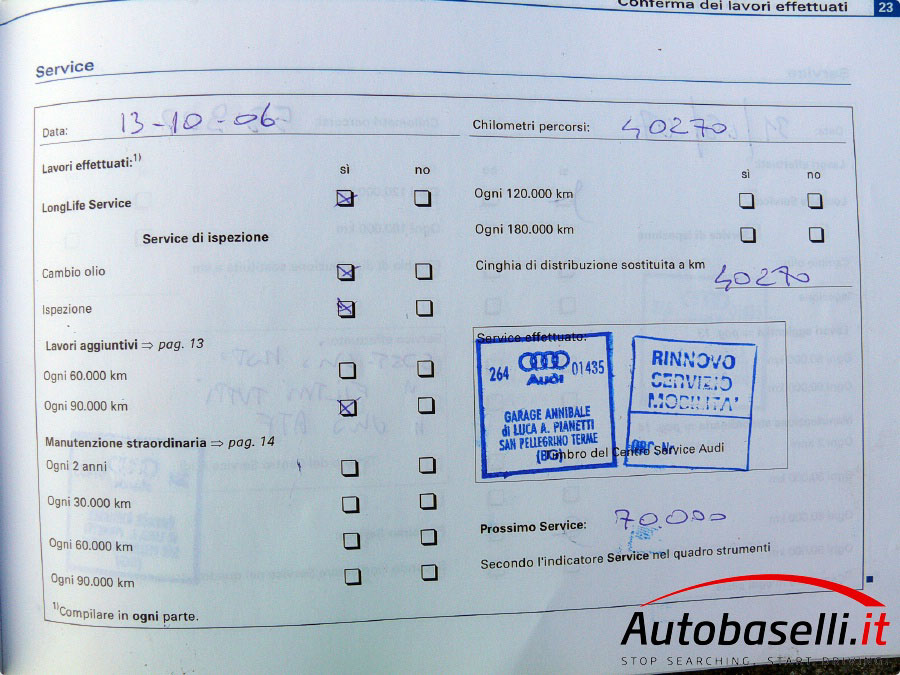 Conferma dei lavori effettuati 23
Service
Data: 13-10-06
Chilometri percorsi: 40270
Lavori effettuati:1)
sì no
LongLife Service
Service di ispezione
Cambio olio
Ispezione
Lavori aggiuntivi ⇒ pag. 13
Ogni 60.000 km
Ogni 90.000 km
Manutenzione straordinaria ⇒ pag. 14
Ogni 2 anni
Ogni 30.000 km
Ogni 60.000 km
Ogni 90.000 km
1)Compilare in ogni parte.
sì no
Ogni 120.000 km
Ogni 180.000 km
Cinghia di distribuzione sostituita a km 40270
Service effettuato:
264 Audi 01435
GARAGE ANNIBALE
di LUCA A. PIANETTI
SAN PELLEGRINO TERME
(BG)
RINNOVO
SERVIZIO
MOBILITA'
ORG. Nr.
Timbro del Centro Service Audi
Prossimo Service: 70.000
Secondo l'indicatore Service nel quadro strumenti
Autobaselli.it
STOP SEARCHING, START DRIVING